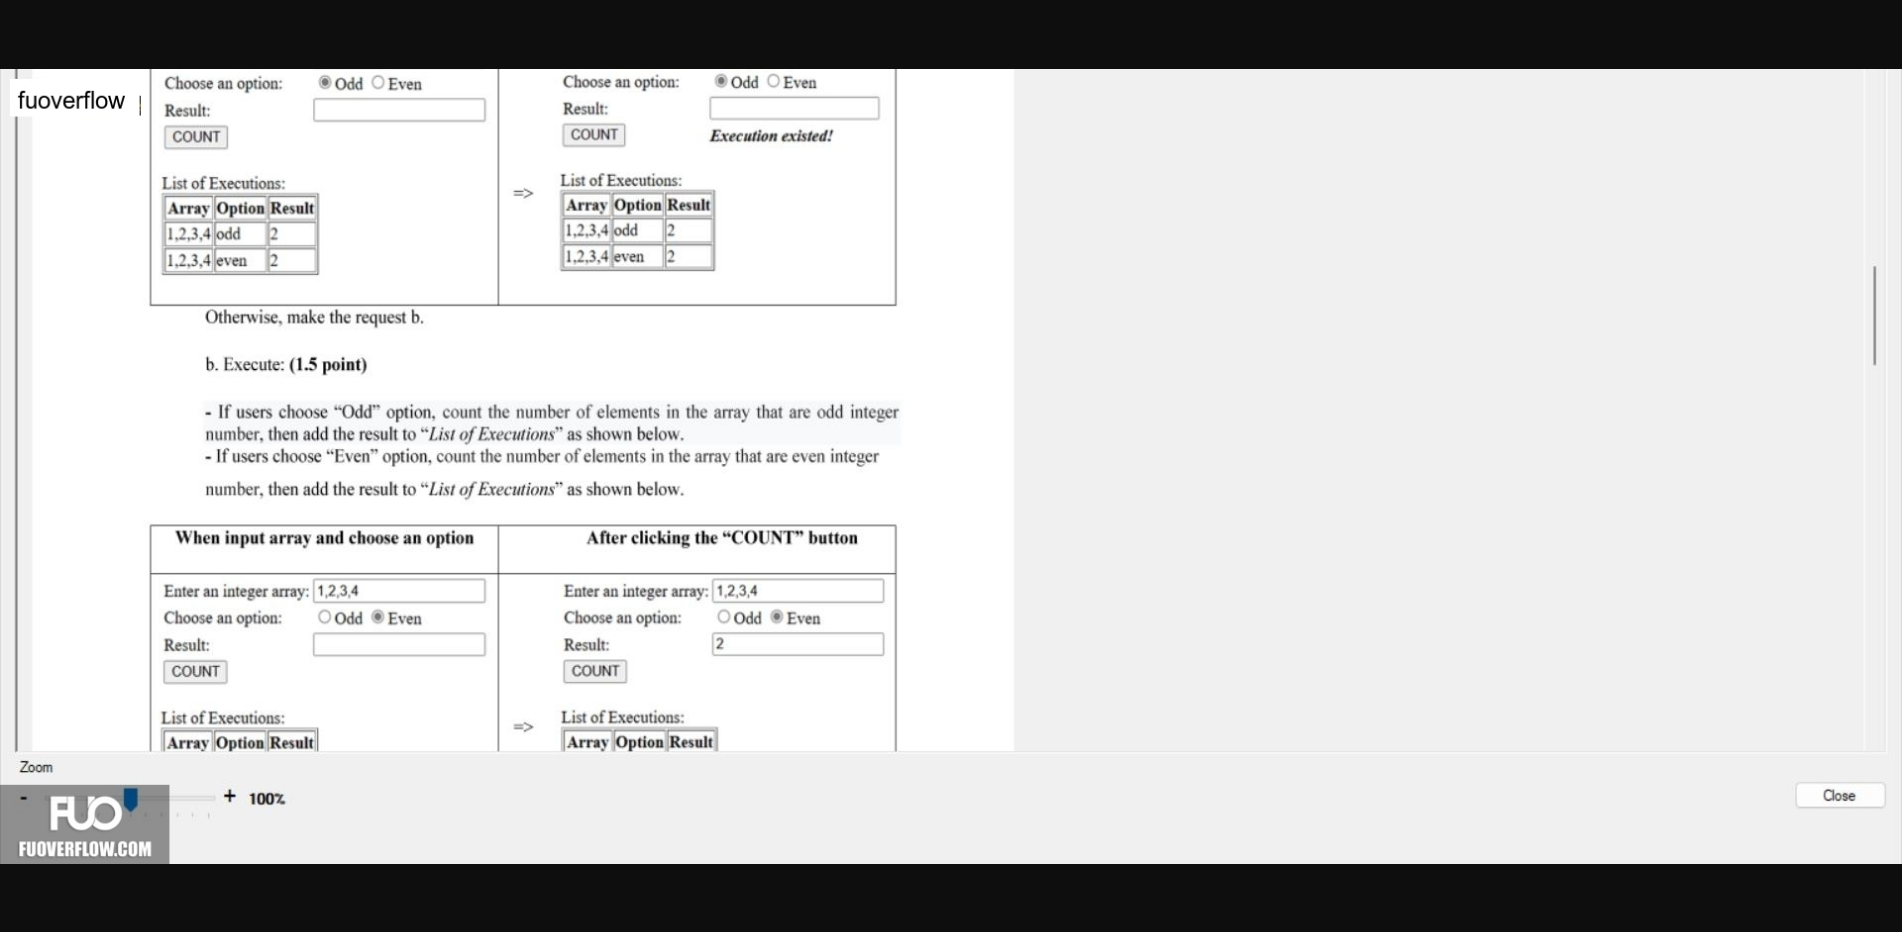 fuoverflow
Choose an option: Odd Even
Result:
COUNT
List of Executions:
Array Option Result
1,2,3,4 odd 2
1,2,3,4 even 2
=>
Choose an option: Odd Even
Result:
COUNT Execution existed!
List of Executions:
Array Option Result
1,2,3,4 odd 2
1,2,3,4 even 2
Otherwise, make the request b.
b. Execute: (1.5 point)
- If users choose “Odd” option, count the number of elements in the array that are odd integer
number, then add the result to “List of Executions” as shown below.
- If users choose “Even” option, count the number of elements in the array that are even integer
number, then add the result to “List of Executions” as shown below.
When input array and choose an option
After clicking the “COUNT” button
Enter an integer array: 1,2,3,4
Choose an option: Odd Even
Result:
COUNT
List of Executions:
Array Option Result
=>
Enter an integer array: 1,2,3,4
Choose an option: Odd Even
Result: 2
COUNT
List of Executions:
Array Option Result
Zoom
- + 100%
Close
FUO
FUOVERFLOW.COM